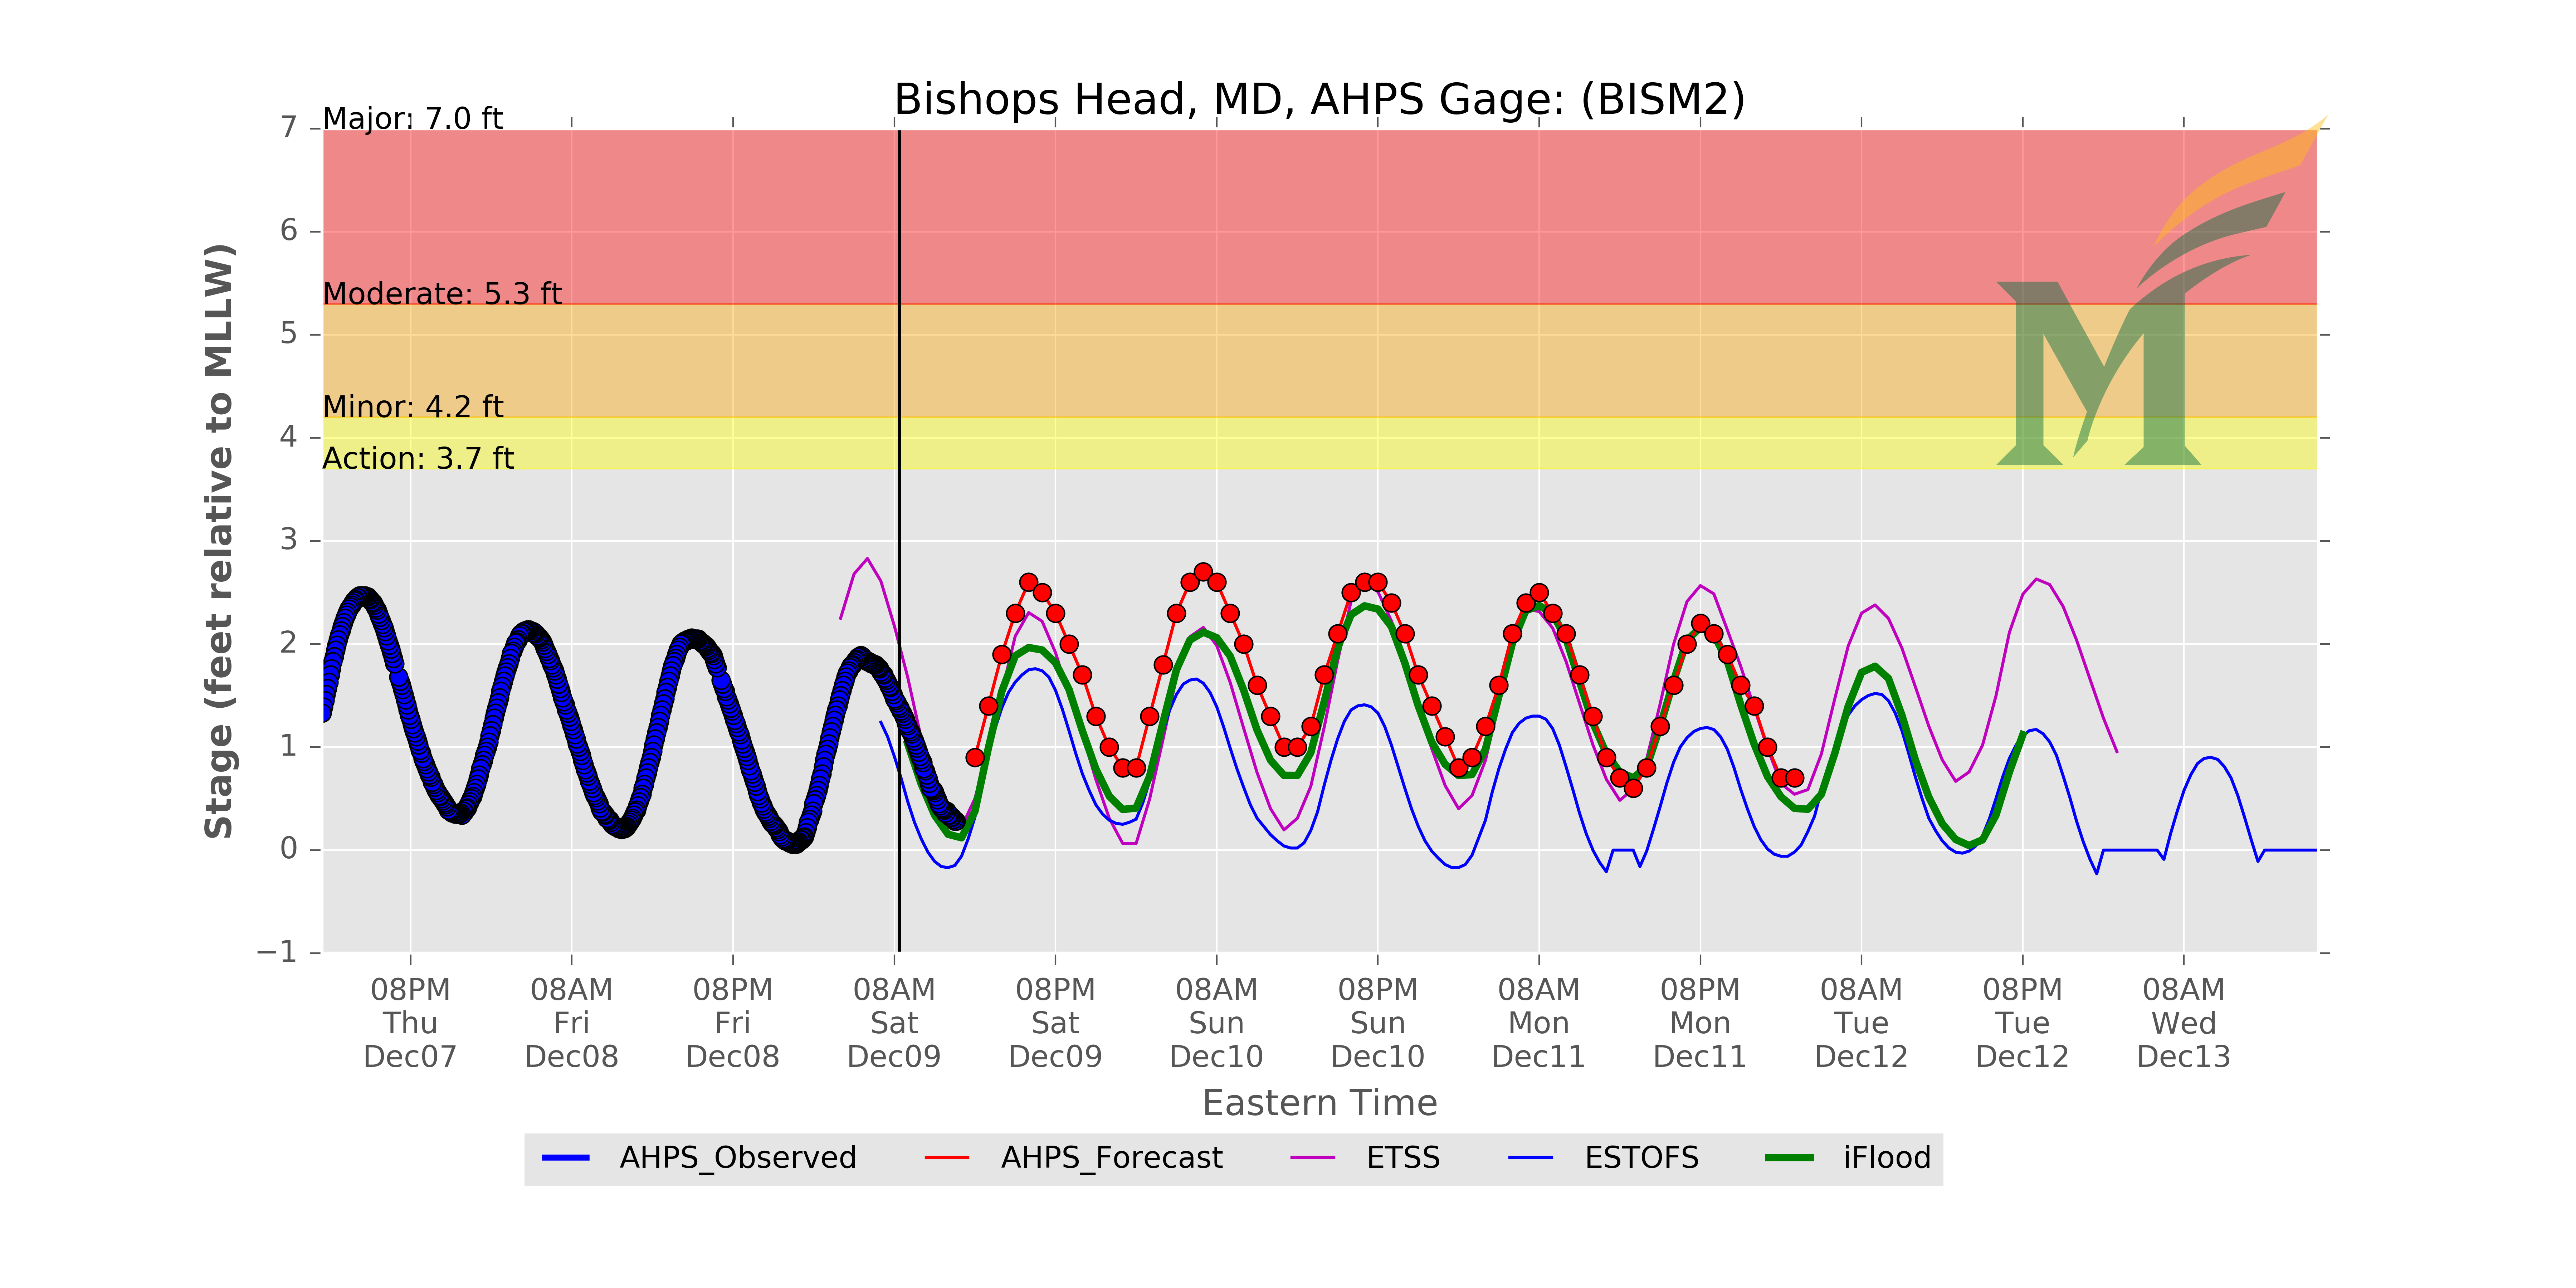 Bishops Head, MD, AHPS Gage: (BISM2)
Major: 7.0 ft
Moderate: 5.3 ft
Minor: 4.2 ft
Action: 3.7 ft
7
6
5
4
3
2
1
0
−1
Stage (feet relative to MLLW)
08PM Thu Dec07
08AM Fri Dec08
08PM Fri Dec08
08AM Sat Dec09
08PM Sat Dec09
08AM Sun Dec10
08PM Sun Dec10
08AM Mon Dec11
08PM Mon Dec11
08AM Tue Dec12
08PM Tue Dec12
08AM Wed Dec13
Eastern Time
AHPS_Observed AHPS_Forecast ETSS ESTOFS iFlood